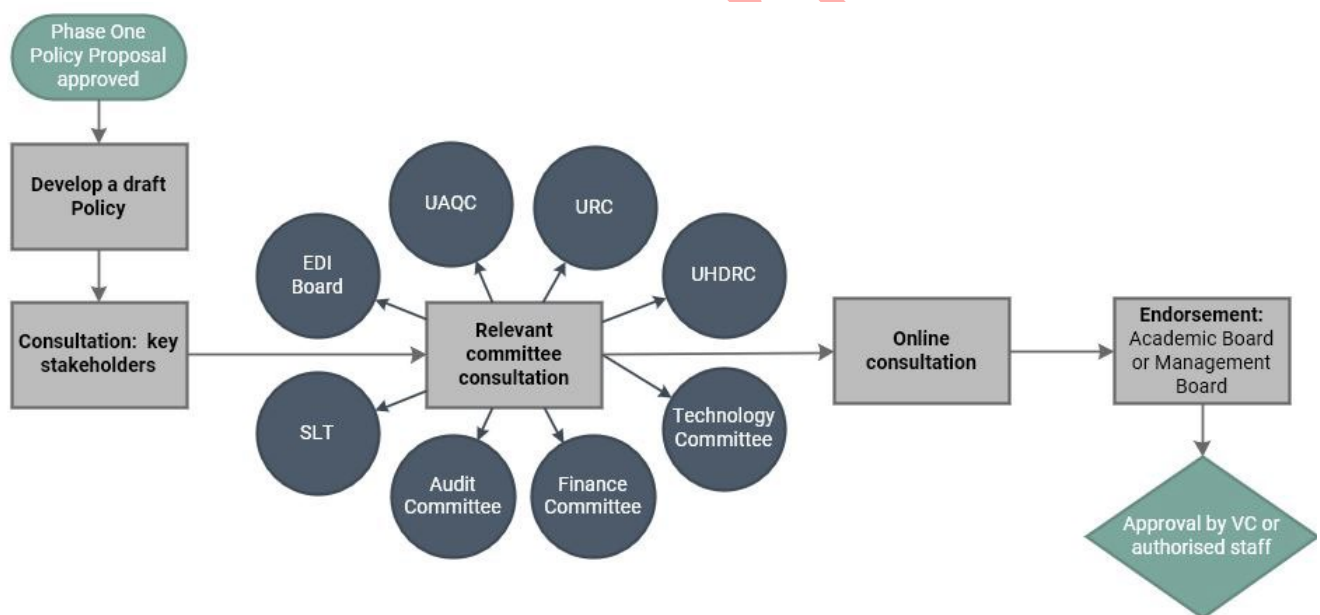 Phase One
Policy Proposal
approved
Develop a draft
Policy
Consultation: key
stakeholders
EDI
Board
UAQC
URC
UHDRC
Relevant
committee
consultation
SLT
Audit
Committee
Finance
Committee
Technology
Committee
Online
consultation
Endorsement:
Academic Board
or Management
Board
Approval by VC or
authorised staff